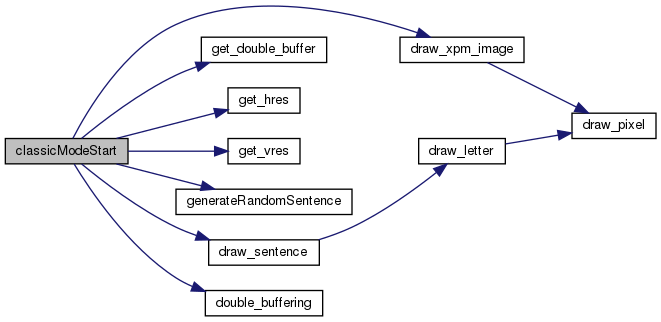 get_double_buffer
draw_xpm_image
get_hres
draw_pixel
classicModeStart
get_vres
draw_letter
generateRandomSentence
draw_sentence
double_buffering